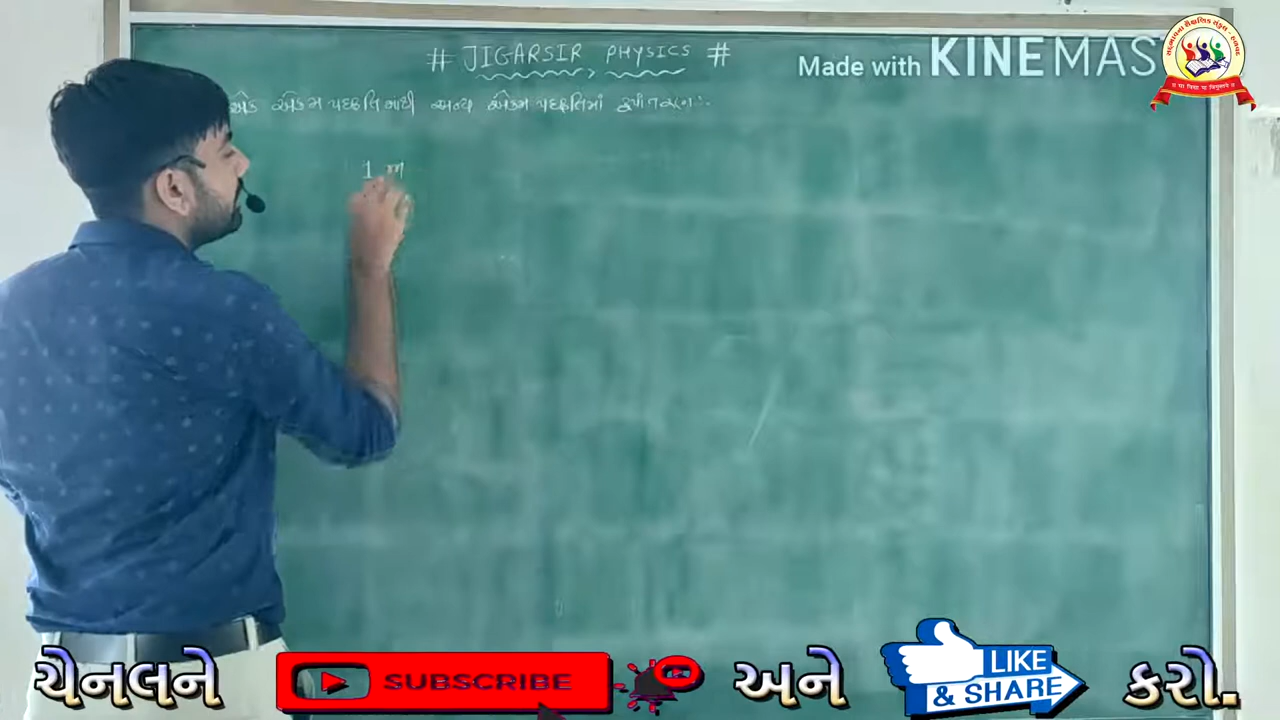 # JIGARSIR PHYSICS #
Made with KINEMAS
એક એકમ પદ્ધતિમાંથી અન્ય એકમ પદ્ધતિમાં રૂપાંતરણ :-
1 m
ચેનલને SUBSCRIBE અને LIKE & SHARE કરો.